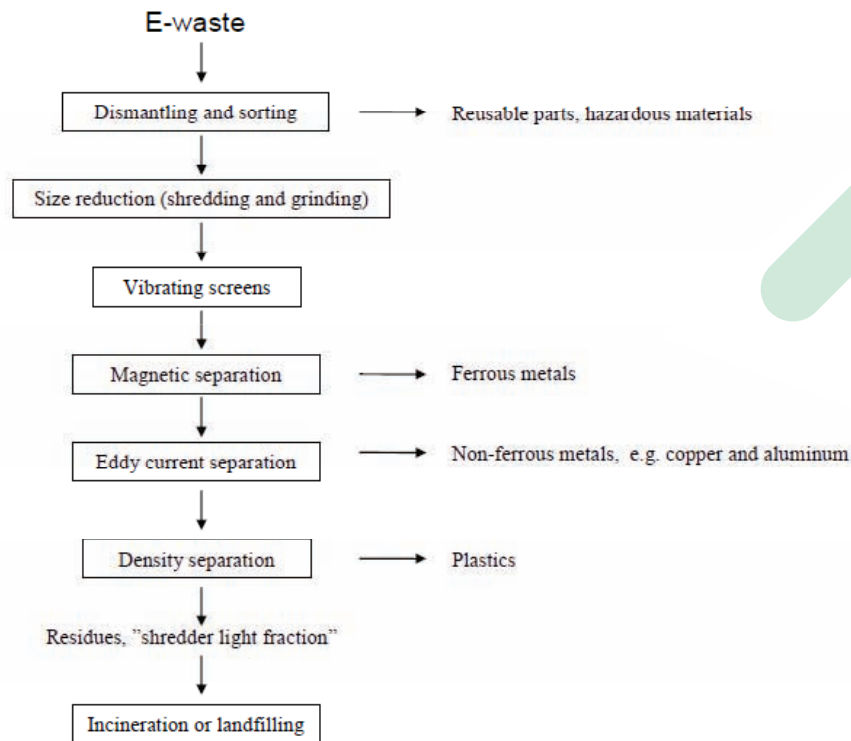 E-waste
Dismantling and sorting
Reusable parts, hazardous materials
Size reduction (shredding and grinding)
Vibrating screens
Magnetic separation
Ferrous metals
Eddy current separation
Non-ferrous metals, e.g. copper and aluminum
Density separation
Plastics
Residues, ”shredder light fraction”
Incineration or landfilling